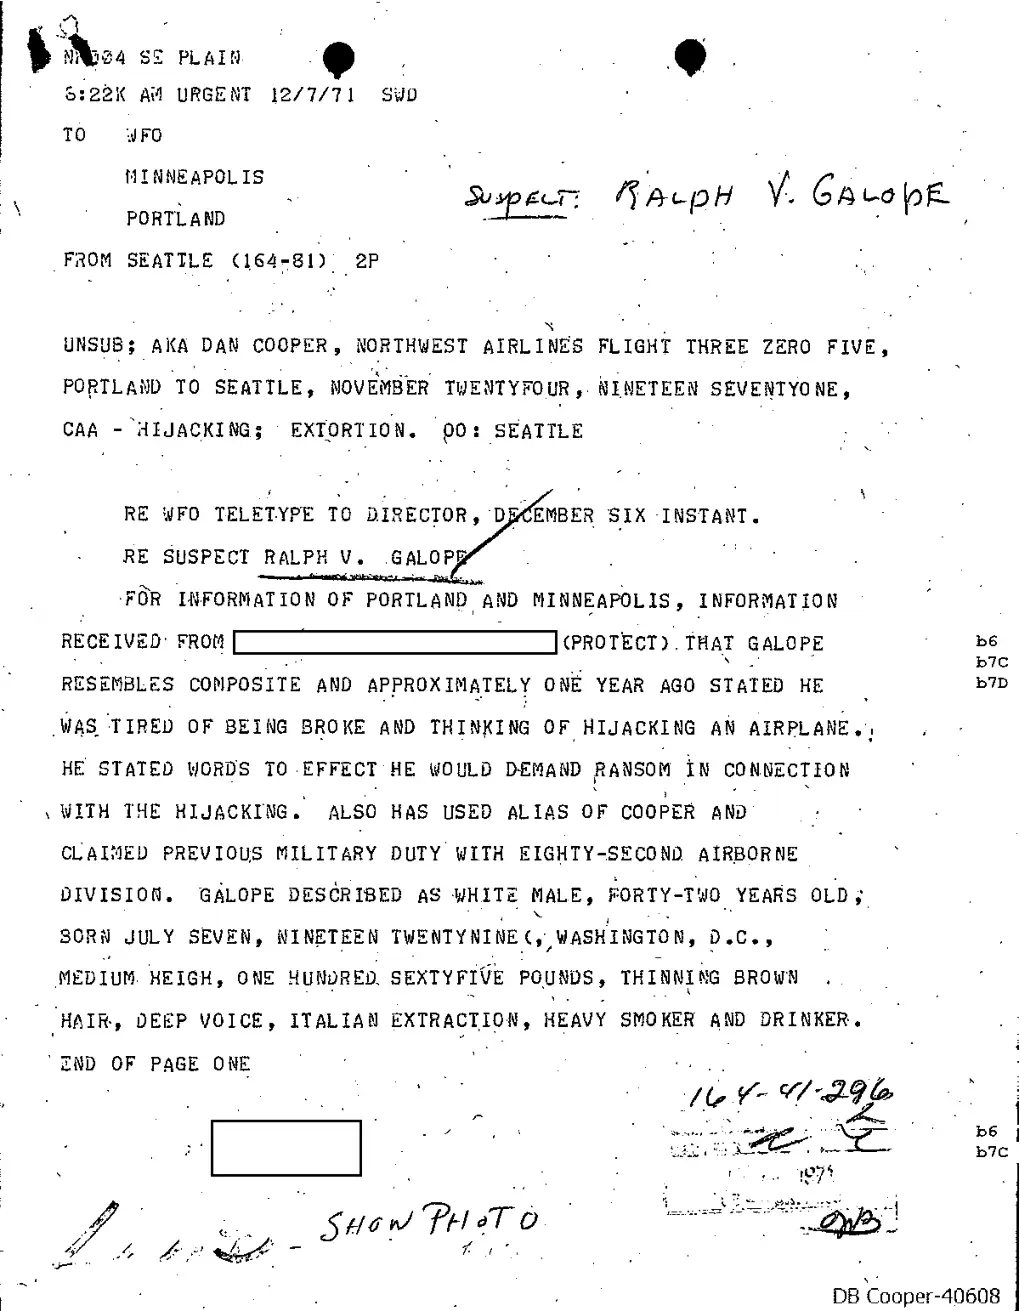 SE PLAIN
6:22K AM URGENT 12/7/71 SWD
TO WFO
MINNEAPOLIS
PORTLAND
SUSPECT: RALPH V. GALOPE
FROM SEATTLE (164-81) 2P
UNSUB; AKA DAN COOPER, NORTHWEST AIRLINES FLIGHT THREE ZERO FIVE,
PORTLAND TO SEATTLE, NOVEMBER TWENTYFOUR, NINETEEN SEVENTYONE,
CAA - HIJACKING; EXTORTION. OO: SEATTLE
RE WFO TELETYPE TO DIRECTOR, DECEMBER SIX INSTANT.
RE SUSPECT RALPH V. GALOPE
FOR INFORMATION OF PORTLAND AND MINNEAPOLIS, INFORMATION
RECEIVED FROM (PROTECT) THAT GALOPE
b6
b7C
b7D
RESEMBLES COMPOSITE AND APPROXIMATELY ONE YEAR AGO STATED HE
WAS TIRED OF BEING BROKE AND THINKING OF HIJACKING AN AIRPLANE.
HE STATED WORDS TO EFFECT HE WOULD DEMAND RANSOM IN CONNECTION
WITH THE HIJACKING. ALSO HAS USED ALIAS OF COOPER AND
CLAIMED PREVIOUS MILITARY DUTY WITH EIGHTY-SECOND AIRBORNE
DIVISION. GALOPE DESCRIBED AS WHITE MALE, FORTY-TWO YEARS OLD,
BORN JULY SEVEN, NINETEEN TWENTYNINE(, WASHINGTON, D.C.,
MEDIUM HEIGH, ONE HUNDRED SEXTYFIVE POUNDS, THINNING BROWN
HAIR, DEEP VOICE, ITALIAN EXTRACTION, HEAVY SMOKER AND DRINKER.
END OF PAGE ONE
164-41-296
b6
b7C
1971
SHOW PHOTO
DB Cooper-40608